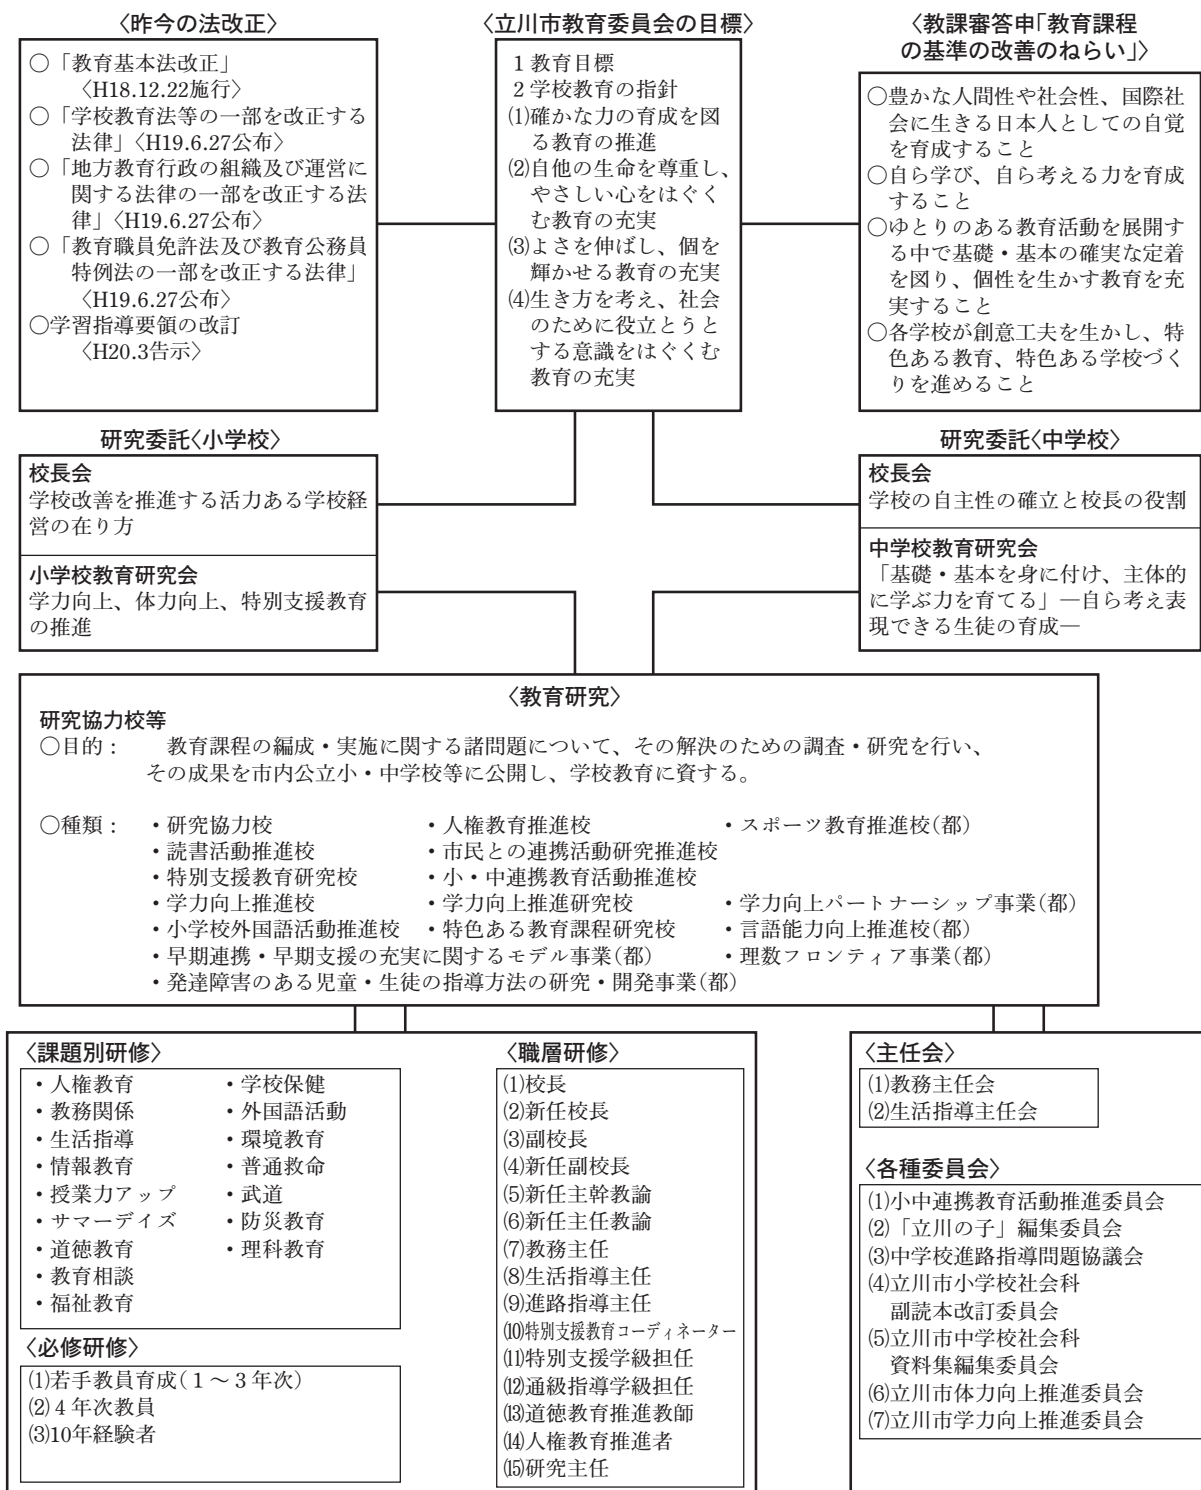 〈昨今の法改正〉
○「教育基本法改正」
〈H18.12.22施行〉
○「学校教育法等の一部を改正する
法律」〈H19.6.27公布〉
○「地方教育行政の組織及び運営に
関する法律の一部を改正する法
律」〈H19.6.27公布〉
○「教育職員免許法及び教育公務員
特例法の一部を改正する法律」
〈H19.6.27公布〉
○学習指導要領の改訂
〈H20.3告示〉
〈立川市教育委員会の目標〉
1 教育目標
2 学校教育の指針
⑴確かな力の育成を図
る教育の推進
⑵自他の生命を尊重し、
やさしい心をはぐく
む教育の充実
⑶よさを伸ばし、個を
輝かせる教育の充実
⑷生き方を考え、社会
のために役立とうと
する意識をはぐくむ
教育の充実
〈教課審答申「教育課程
の基準の改善のねらい」〉
○豊かな人間性や社会性、国際社
会に生きる日本人としての自覚
を育成すること
○自ら学び、自ら考える力を育成
すること
○ゆとりのある教育活動を展開す
る中で基礎・基本の確実な定着
を図り、個性を生かす教育を充
実すること
○各学校が創意工夫を生かし、特
色ある教育、特色ある学校づく
りを進めること
研究委託〈小学校〉
校長会
学校改善を推進する活力ある学校経
営の在り方
小学校教育研究会
学力向上、体力向上、特別支援教育
の推進
研究委託〈中学校〉
校長会
学校の自主性の確立と校長の役割
中学校教育研究会
「基礎・基本を身に付け、主体的
に学ぶ力を育てる」―自ら考え表
現できる生徒の育成―
〈教育研究〉
研究協力校等
○目的： 教育課程の編成・実施に関する諸問題について、その解決のための調査・研究を行い、
その成果を市内公立小・中学校等に公開し、学校教育に資する。
○種類： ・研究協力校 ・人権教育推進校 ・スポーツ教育推進校(都)
・読書活動推進校 ・市民との連携活動研究推進校
・特別支援教育研究校 ・小・中連携教育活動推進校
・学力向上推進校 ・学力向上推進研究校 ・学力向上パートナーシップ事業(都)
・小学校外国語活動推進校 ・特色ある教育課程研究校 ・言語能力向上推進校(都)
・早期連携・早期支援の充実に関するモデル事業(都) ・理数フロンティア事業(都)
・発達障害のある児童・生徒の指導方法の研究・開発事業(都)
〈課題別研修〉
・人権教育 ・学校保健
・教務関係 ・外国語活動
・生活指導 ・環境教育
・情報教育 ・普通救命
・授業力アップ ・武道
・サマーデイズ ・防災教育
・道徳教育 ・理科教育
・教育相談
・福祉教育
〈必修研修〉
⑴若手教員育成(１～３年次)
⑵４年次教員
⑶10年経験者
〈職層研修〉
⑴校長
⑵新任校長
⑶副校長
⑷新任副校長
⑸新任主幹教諭
⑹新任主任教諭
⑺教務主任
⑻生活指導主任
⑼進路指導主任
⑽特別支援教育コーディネーター
⑾特別支援学級担任
⑿通級指導学級担任
⒀道徳教育推進教師
⒁人権教育推進者
⒂研究主任
〈主任会〉
⑴教務主任会
⑵生活指導主任会
〈各種委員会〉
⑴小中連携教育活動推進委員会
⑵「立川の子」編集委員会
⑶中学校進路指導問題協議会
⑷立川市小学校社会科
副読本改訂委員会
⑸立川市中学校社会科
資料集編集委員会
⑹立川市体力向上推進委員会
⑺立川市学力向上推進委員会